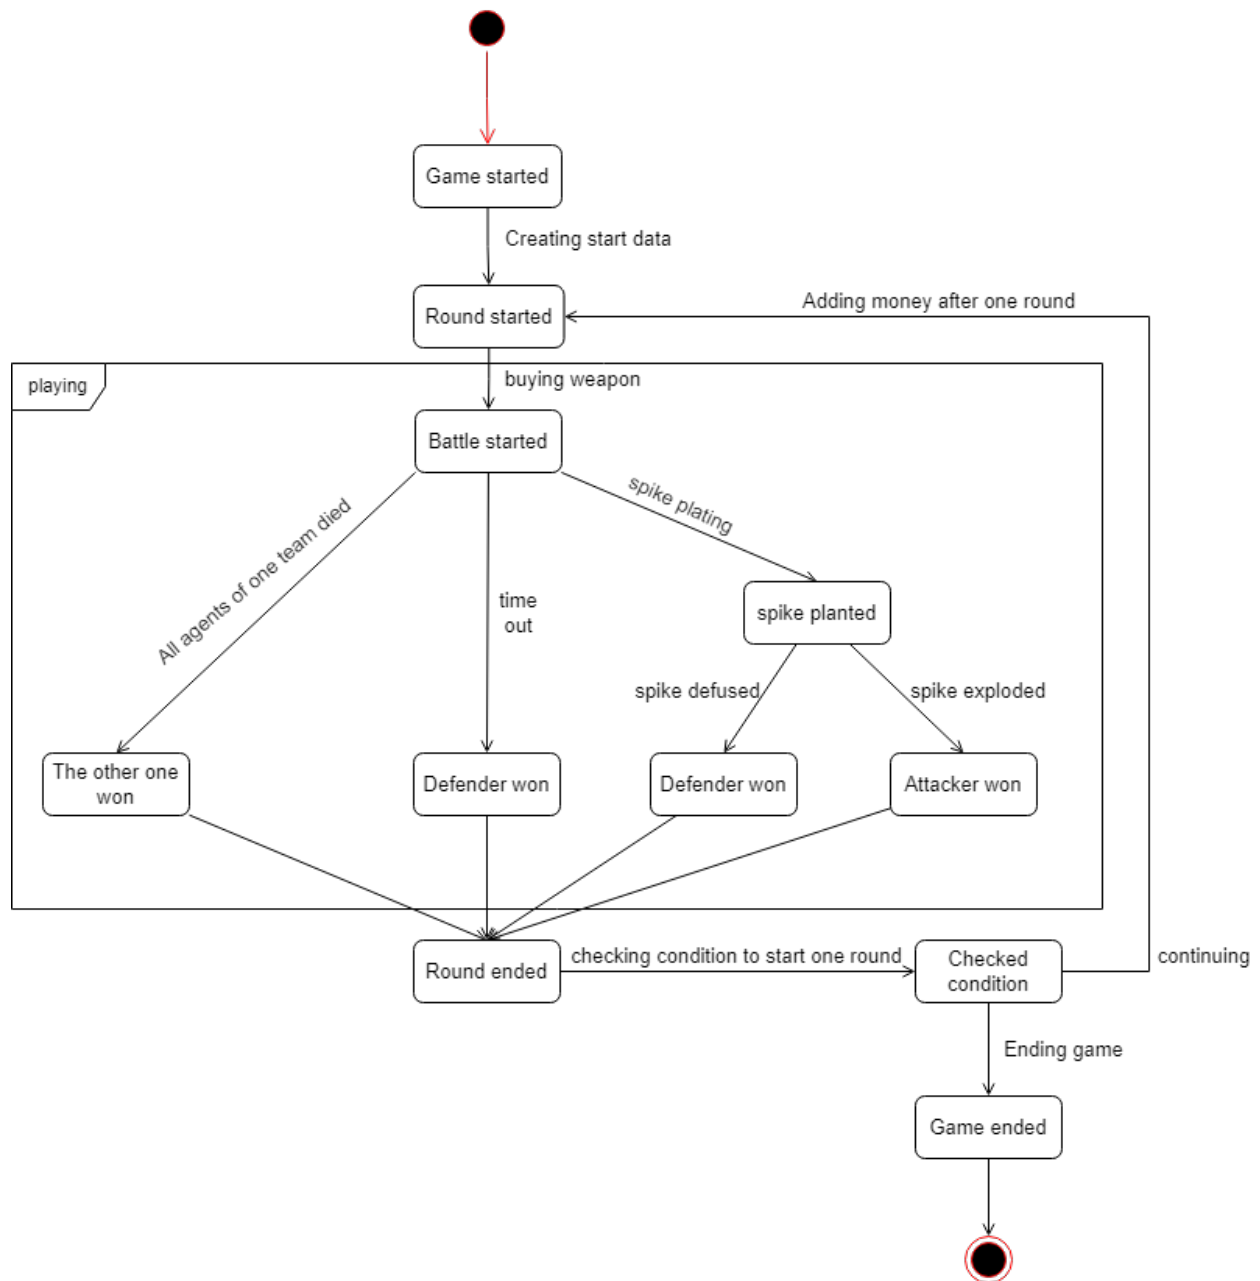 Game started
Creating start data
Round started
Adding money after one round
playing
buying weapon
Battle started
All agents of one team died
spike plating
time
out
spike planted
spike defused
spike exploded
The other one
won
Defender won
Defender won
Attacker won
Round ended
checking condition to start one round
Checked
condition
continuing
Ending game
Game ended